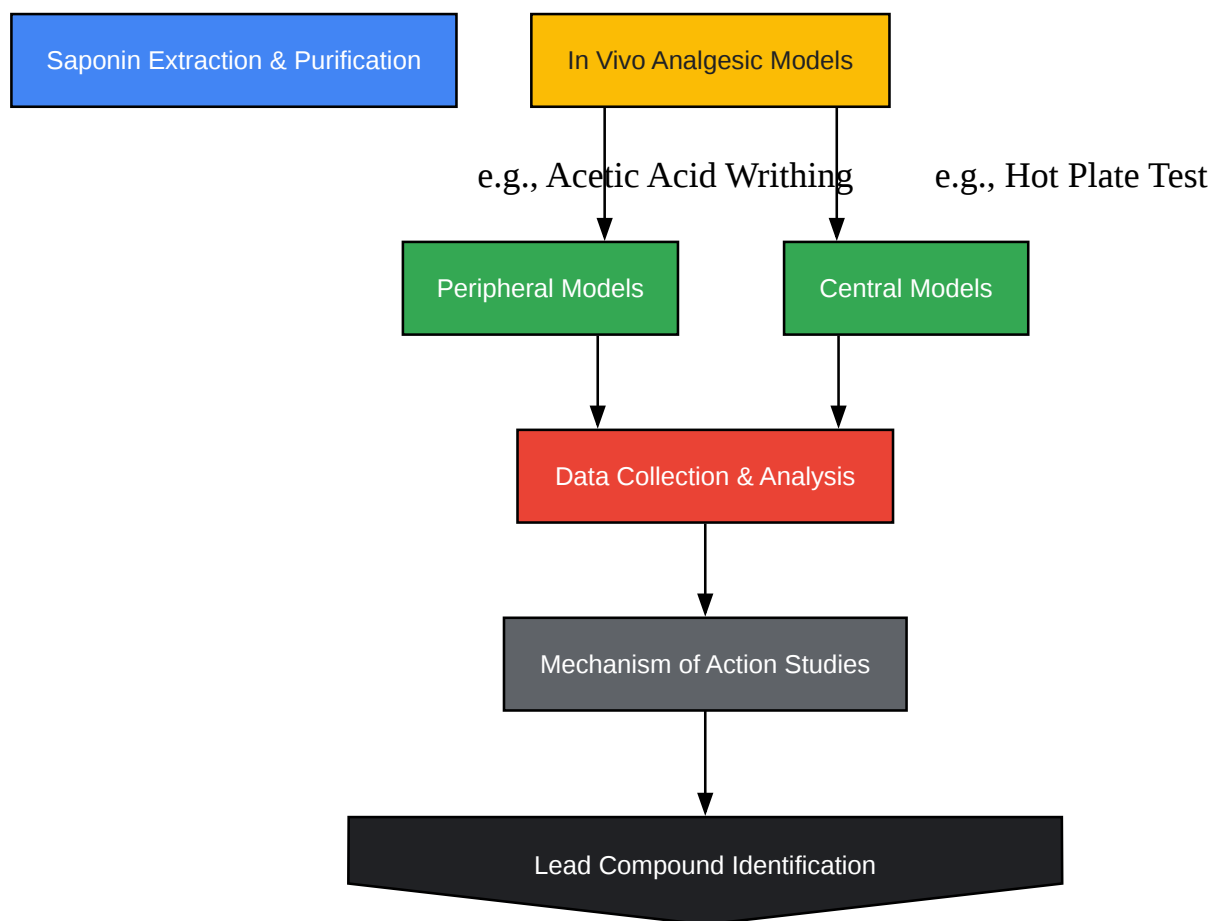 Saponin Extraction & Purification
In Vivo Analgesic Models
e.g., Acetic Acid Writhing
e.g., Hot Plate Test
Peripheral Models
Central Models
Data Collection & Analysis
Mechanism of Action Studies
Lead Compound Identification